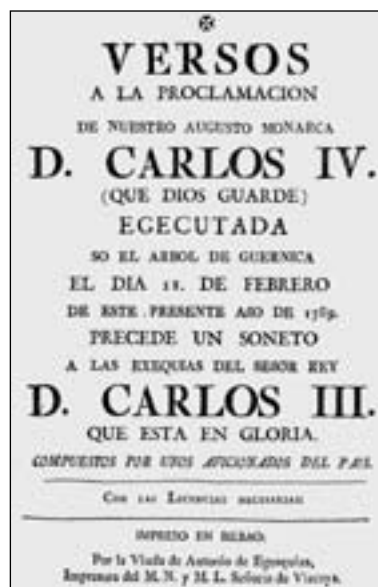 VERSOS
A LA PROCLAMACION
DE NUESTRO AUGUSTO MONARCA
D. CARLOS IV.
(QUE DIOS GUARDE)
EGECUTADA
SO EL ARBOL DE GUERNICA
EL DIA 18. DE FEBRERO
DE ESTE PRESENTE AÑO DE 1789.
PRECEDE UN SONETO
A LAS EXEQUIAS DEL SEÑOR REY
D. CARLOS III.
QUE ESTA EN GLORIA.
COMPUESTOS POR UNOS AFICIONADOS DEL PAIS.
CON LAS LICENCIAS NECESARIAS
IMPRESO EN BILBAO:
Por la Viuda de Antonio de Egusquiza,
Imprenta del M. N. y M. L. Señorio de Vizcaya.